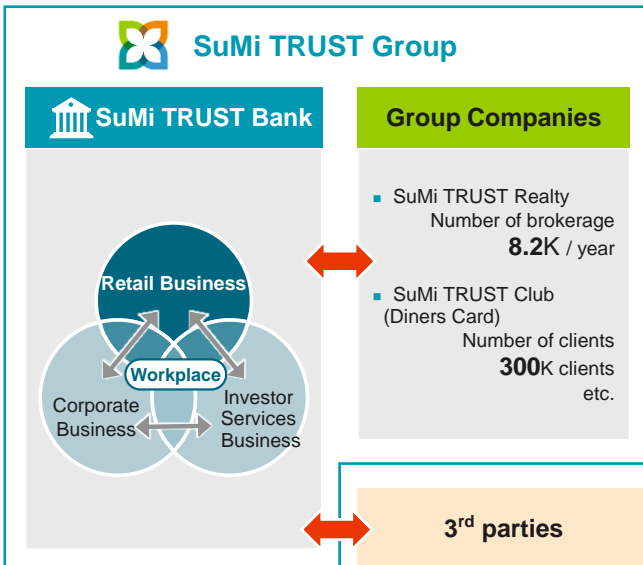 SuMi TRUST Group
SuMi TRUST Bank
Retail Business
Workplace
Corporate
Business
Investor
Services
Business
Group Companies
▪ SuMi TRUST Realty
Number of brokerage
8.2K / year
▪ SuMi TRUST Club
(Diners Card)
Number of clients
300K clients
etc.
3rd parties